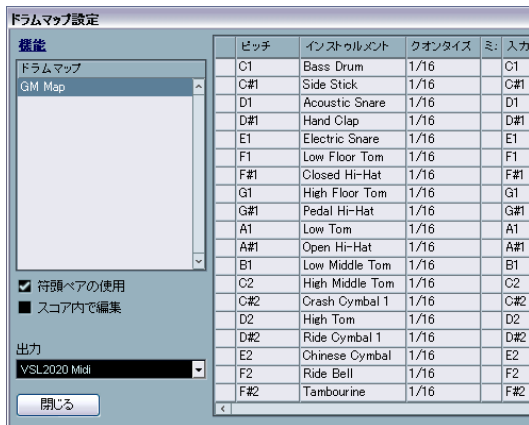 ドラムマップ設定
機能
ドラムマップ
GM Map
符頭ペアの使用
スコア内で編集
出力
VSL2020 Midi
閉じる
ピッチ インストゥルメント クオンタイズ ミ: 入力
C1 Bass Drum 1/16 C1
C#1 Side Stick 1/16 C#1
D1 Acoustic Snare 1/16 D1
D#1 Hand Clap 1/16 D#1
E1 Electric Snare 1/16 E1
F1 Low Floor Tom 1/16 F1
F#1 Closed Hi-Hat 1/16 F#1
G1 High Floor Tom 1/16 G1
G#1 Pedal Hi-Hat 1/16 G#1
A1 Low Tom 1/16 A1
A#1 Open Hi-Hat 1/16 A#1
B1 Low Middle Tom 1/16 B1
C2 High Middle Tom 1/16 C2
C#2 Crash Cymbal 1 1/16 C#2
D2 High Tom 1/16 D2
D#2 Ride Cymbal 1 1/16 D#2
E2 Chinese Cymbal 1/16 E2
F2 Ride Bell 1/16 F2
F#2 Tambourine 1/16 F#2